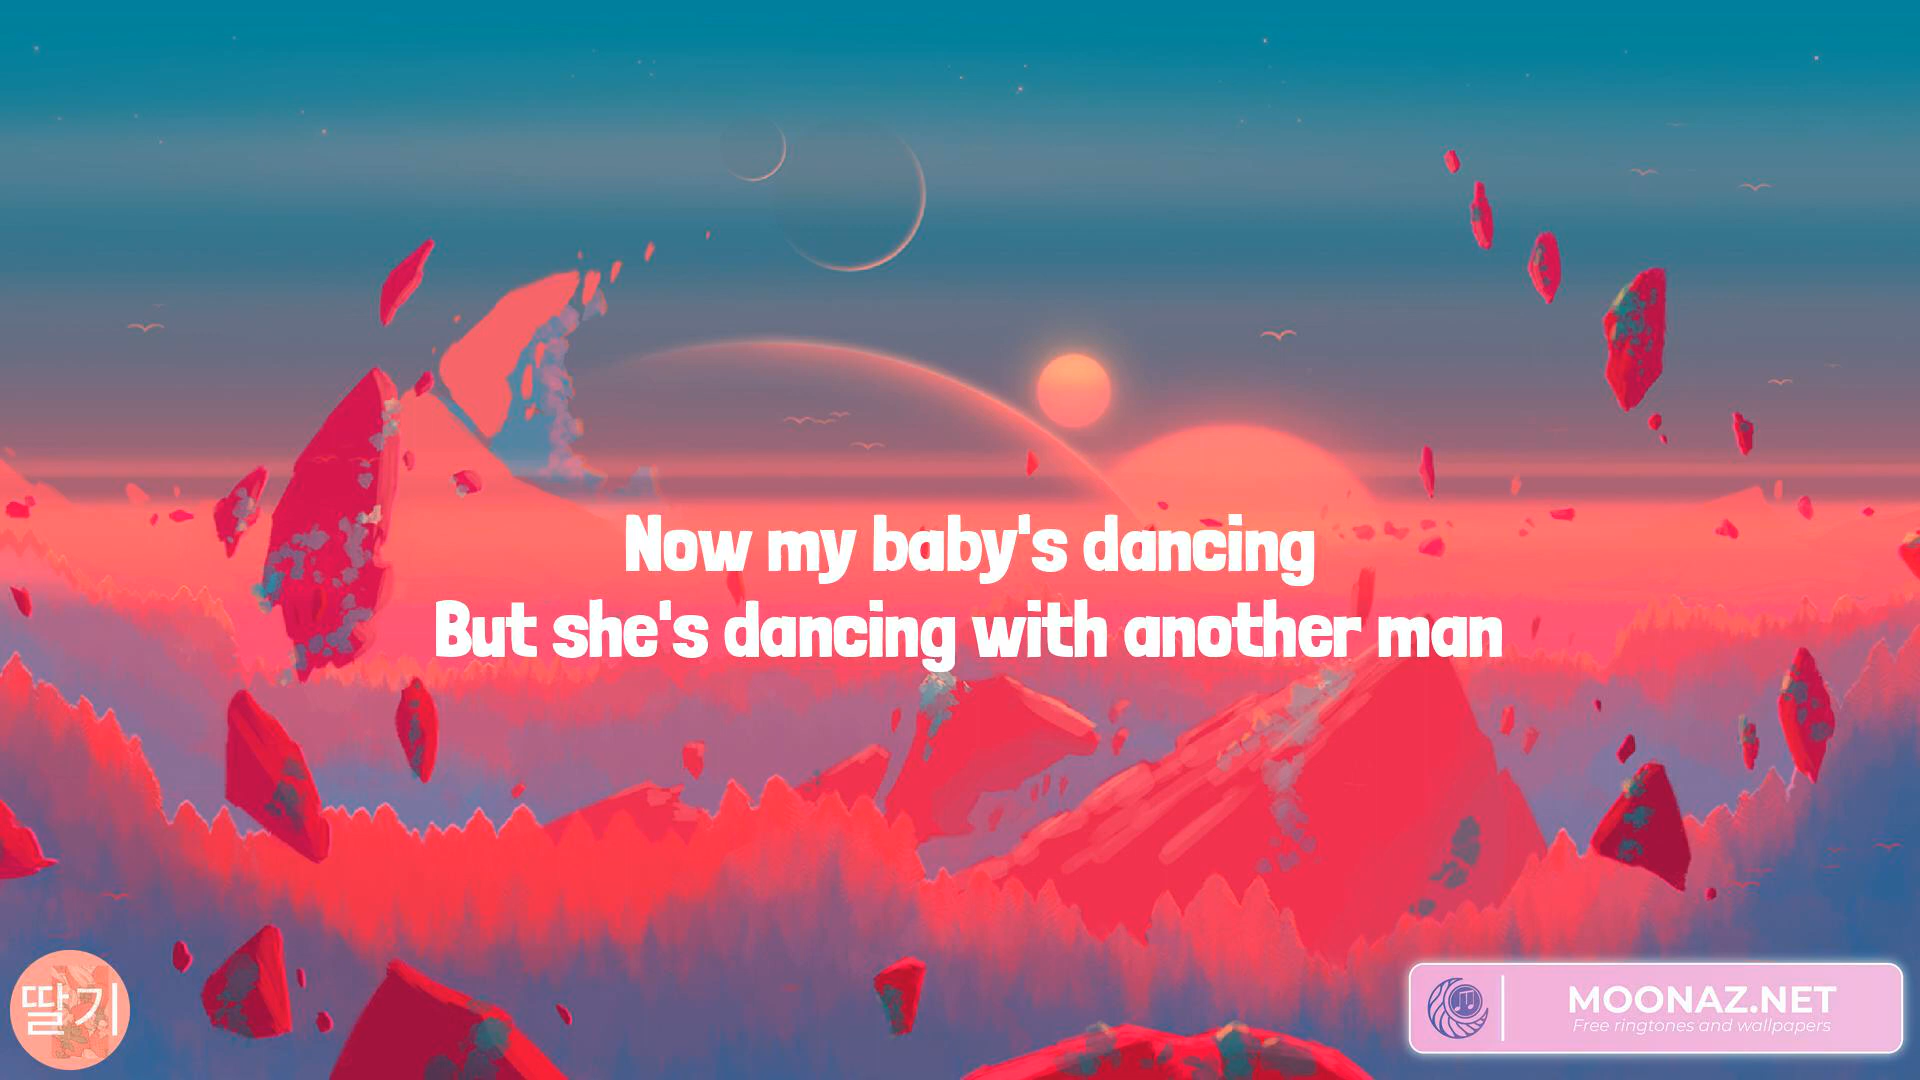 Now my baby's dancing
But she's dancing with another man
딸기
MOONAZ.NET
Free ringtones and wallpapers